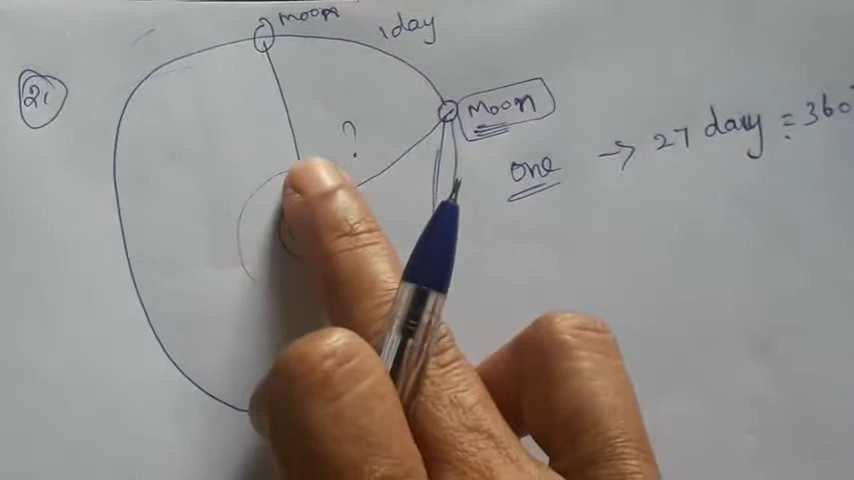 21
moon
1day
moon
?
one → 27 day = 360°